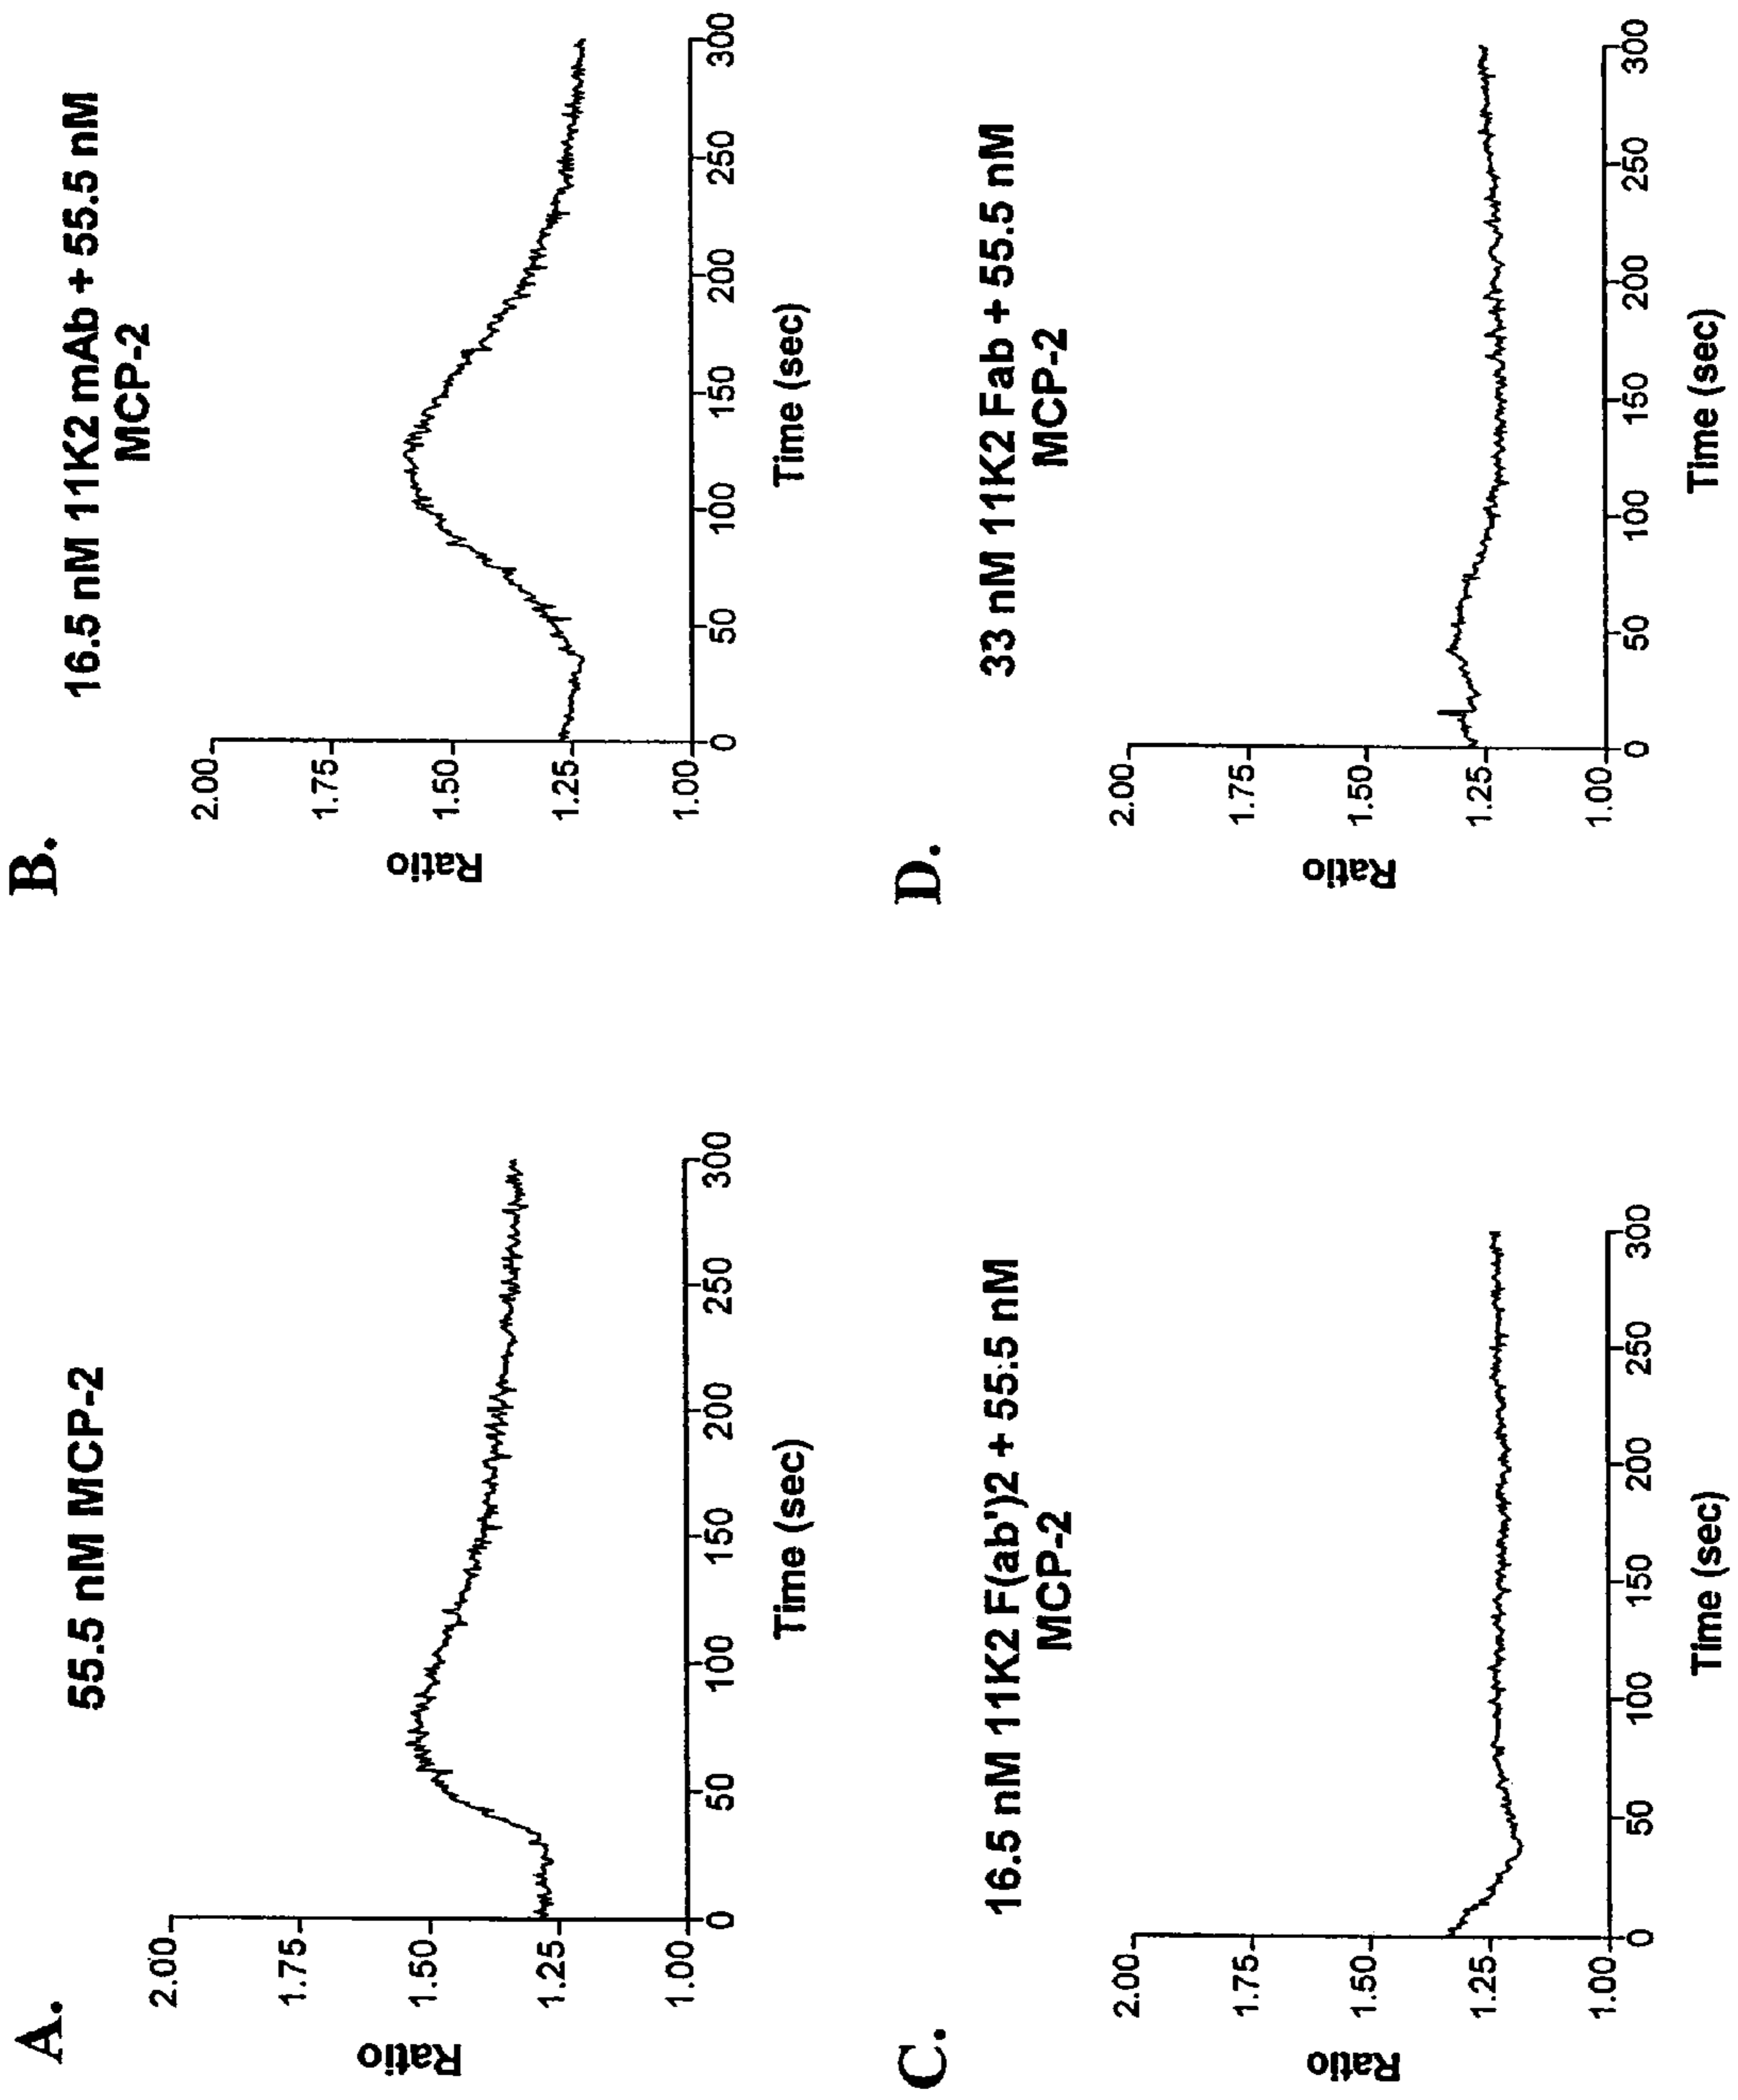 A.
55.5 nM MCP-2
Ratio
2.00
1.75
1.50
1.25
1.00
0
50
100
150
200
250
300
Time (sec)
B.
16.5 nM 11K2 mAb + 55.5 nM
MCP-2
Ratio
2.00
1.75
1.50
1.25
1.00
0
50
100
150
200
250
300
Time (sec)
C.
16.5 nM 11K2 F(ab')2 + 55.5 nM
MCP-2
Ratio
2.00
1.75
1.50
1.25
1.00
0
50
100
150
200
250
300
Time (sec)
D.
33 nM 11K2 Fab + 55.5 nM
MCP-2
Ratio
2.00
1.75
1.50
1.25
1.00
0
50
100
150
200
250
300
Time (sec)